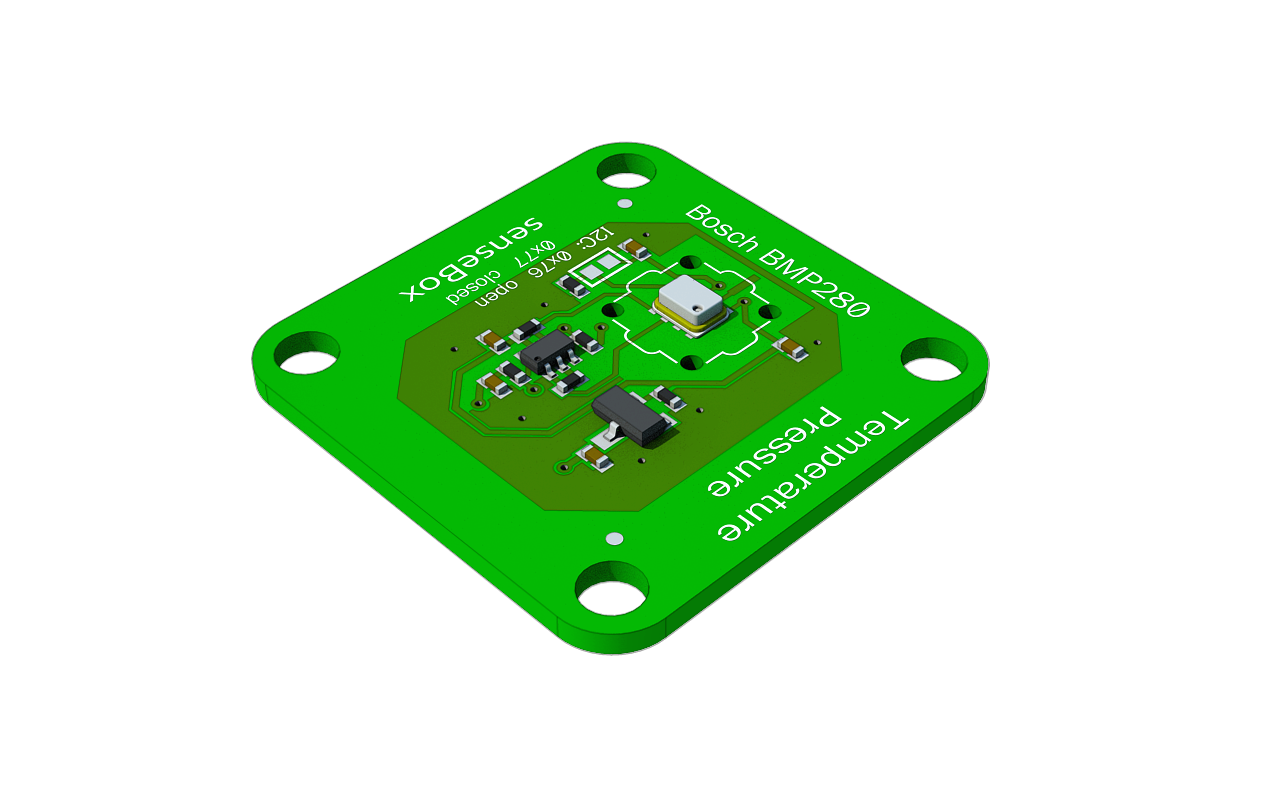 Bosch BMP280
I2C: 0x76 open
0x77 closed
senseBox
Temperature
Pressure